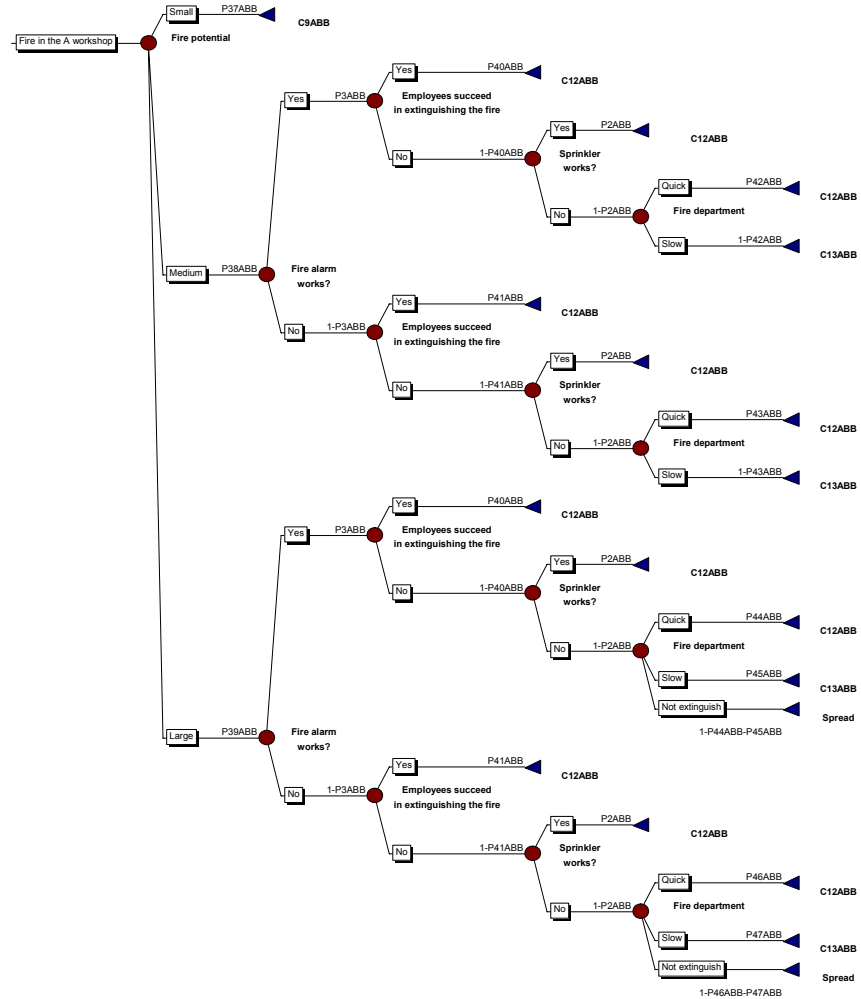 Small
P37ABB
C9ABB
Fire in the A workshop
Fire potential
Yes
P40ABB
C12ABB
Yes
P3ABB
Employees succeed
in extinguishing the fire
Yes
P2ABB
C12ABB
No
1-P40ABB
Sprinkler
works?
Quick
P42ABB
C12ABB
No
1-P2ABB
Fire department
Slow
1-P42ABB
C13ABB
Medium
P38ABB
Fire alarm
works?
Yes
P41ABB
C12ABB
No
1-P3ABB
Employees succeed
in extinguishing the fire
Yes
P2ABB
C12ABB
No
1-P41ABB
Sprinkler
works?
Quick
P43ABB
C12ABB
No
1-P2ABB
Fire department
Slow
1-P43ABB
C13ABB
Yes
P40ABB
C12ABB
Yes
P3ABB
Employees succeed
in extinguishing the fire
Yes
P2ABB
C12ABB
No
1-P40ABB
Sprinkler
works?
Quick
P44ABB
C12ABB
No
1-P2ABB
Fire department
Slow
P45ABB
C13ABB
Not extinguish
Spread
1-P44ABB-P45ABB
Large
P39ABB
Fire alarm
works?
Yes
P41ABB
C12ABB
No
1-P3ABB
Employees succeed
in extinguishing the fire
Yes
P2ABB
C12ABB
No
1-P41ABB
Sprinkler
works?
Quick
P46ABB
C12ABB
No
1-P2ABB
Fire department
Slow
P47ABB
C13ABB
Not extinguish
Spread
1-P46ABB-P47ABB